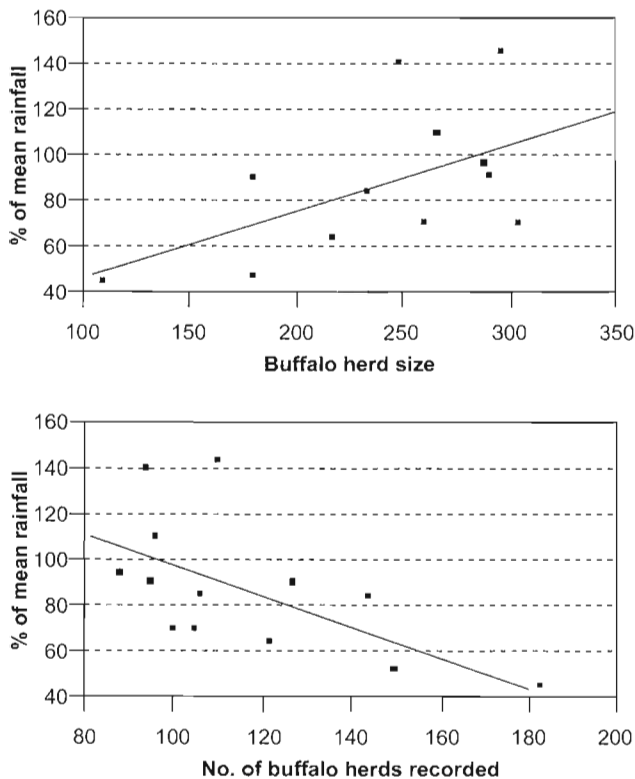 160
140
120
100
80
60
40
% of mean rainfall
100 150 200 250 300 350
Buffalo herd size
160
140
120
100
80
60
40
% of mean rainfall
80 100 120 140 160 180 200
No. of buffalo herds recorded